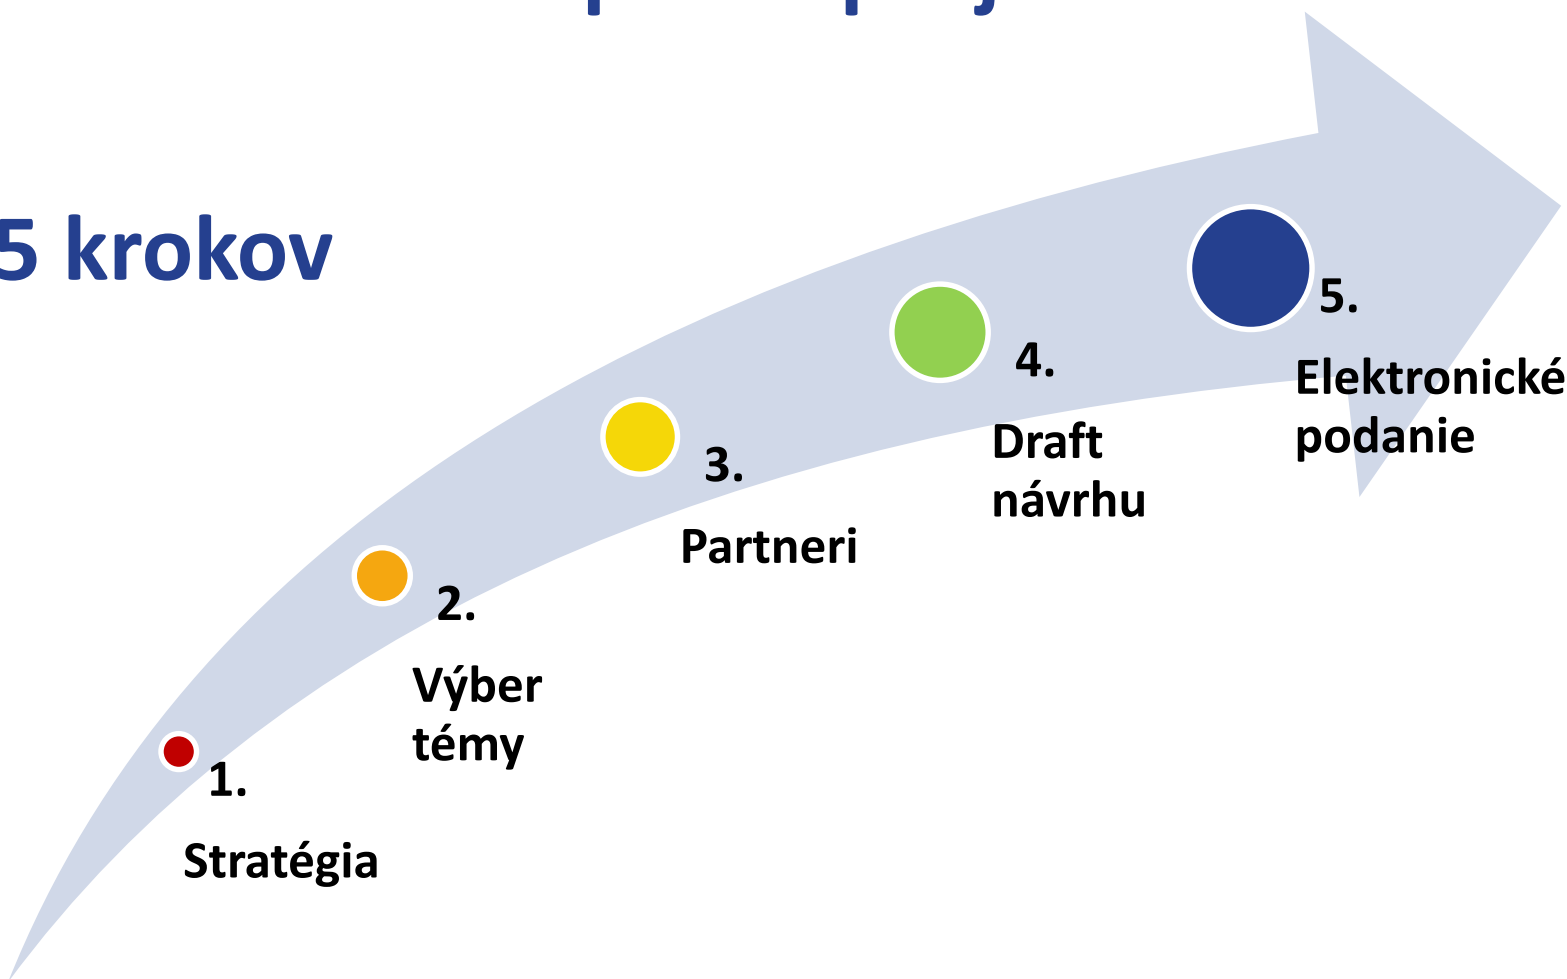 5 krokov
5.
Elektronické
podanie
4.
Draft
návrhu
3.
Partneri
2.
Výber
témy
1.
Stratégia